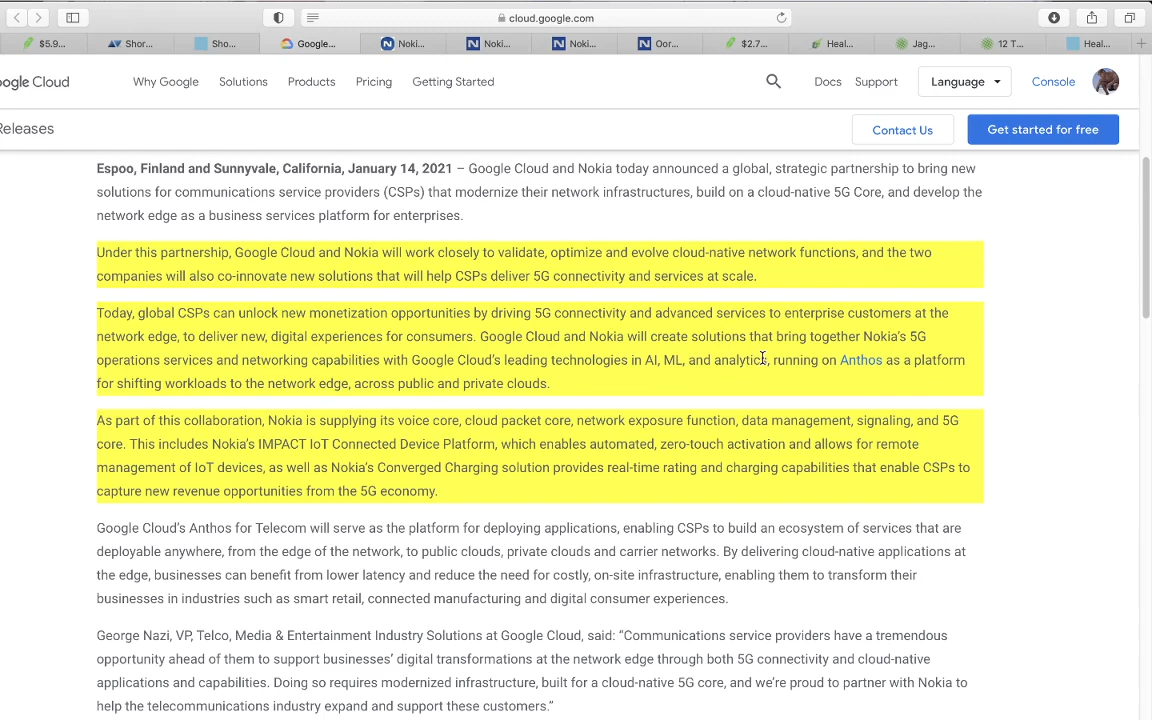 cloud.google.com
$5.9...
Shor...
Sho...
Google...
Noki...
Noki...
Noki...
Oor...
$2.7...
Heal...
Jag...
12 T...
Heal...
ogle Cloud
Why Google
Solutions
Products
Pricing
Getting Started
Docs
Support
Language
Console
Releases
Contact Us
Get started for free
Espoo, Finland and Sunnyvale, California, January 14, 2021 – Google Cloud and Nokia today announced a global, strategic partnership to bring new
solutions for communications service providers (CSPs) that modernize their network infrastructures, build on a cloud-native 5G Core, and develop the
network edge as a business services platform for enterprises.
Under this partnership, Google Cloud and Nokia will work closely to validate, optimize and evolve cloud-native network functions, and the two
companies will also co-innovate new solutions that will help CSPs deliver 5G connectivity and services at scale.
Today, global CSPs can unlock new monetization opportunities by driving 5G connectivity and advanced services to enterprise customers at the
network edge, to deliver new, digital experiences for consumers. Google Cloud and Nokia will create solutions that bring together Nokia’s 5G
operations services and networking capabilities with Google Cloud’s leading technologies in AI, ML, and analytics, running on Anthos as a platform
for shifting workloads to the network edge, across public and private clouds.
As part of this collaboration, Nokia is supplying its voice core, cloud packet core, network exposure function, data management, signaling, and 5G
core. This includes Nokia’s IMPACT IoT Connected Device Platform, which enables automated, zero-touch activation and allows for remote
management of IoT devices, as well as Nokia’s Converged Charging solution provides real-time rating and charging capabilities that enable CSPs to
capture new revenue opportunities from the 5G economy.
Google Cloud’s Anthos for Telecom will serve as the platform for deploying applications, enabling CSPs to build an ecosystem of services that are
deployable anywhere, from the edge of the network, to public clouds, private clouds and carrier networks. By delivering cloud-native applications at
the edge, businesses can benefit from lower latency and reduce the need for costly, on-site infrastructure, enabling them to transform their
businesses in industries such as smart retail, connected manufacturing and digital consumer experiences.
George Nazi, VP, Telco, Media & Entertainment Industry Solutions at Google Cloud, said: “Communications service providers have a tremendous
opportunity ahead of them to support businesses’ digital transformations at the network edge through both 5G connectivity and cloud-native
applications and capabilities. Doing so requires modernized infrastructure, built for a cloud-native 5G core, and we’re proud to partner with Nokia to
help the telecommunications industry expand and support these customers.”